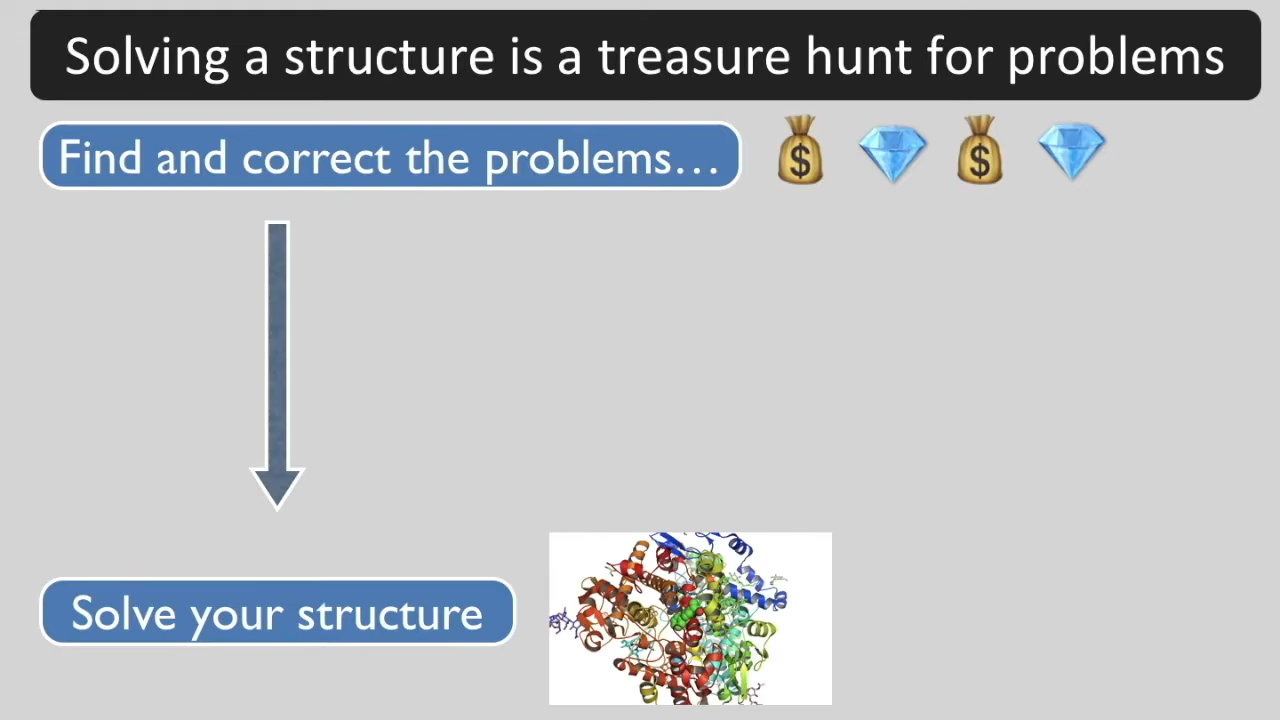 Solving a structure is a treasure hunt for problems
Find and correct the problems…
Solve your structure